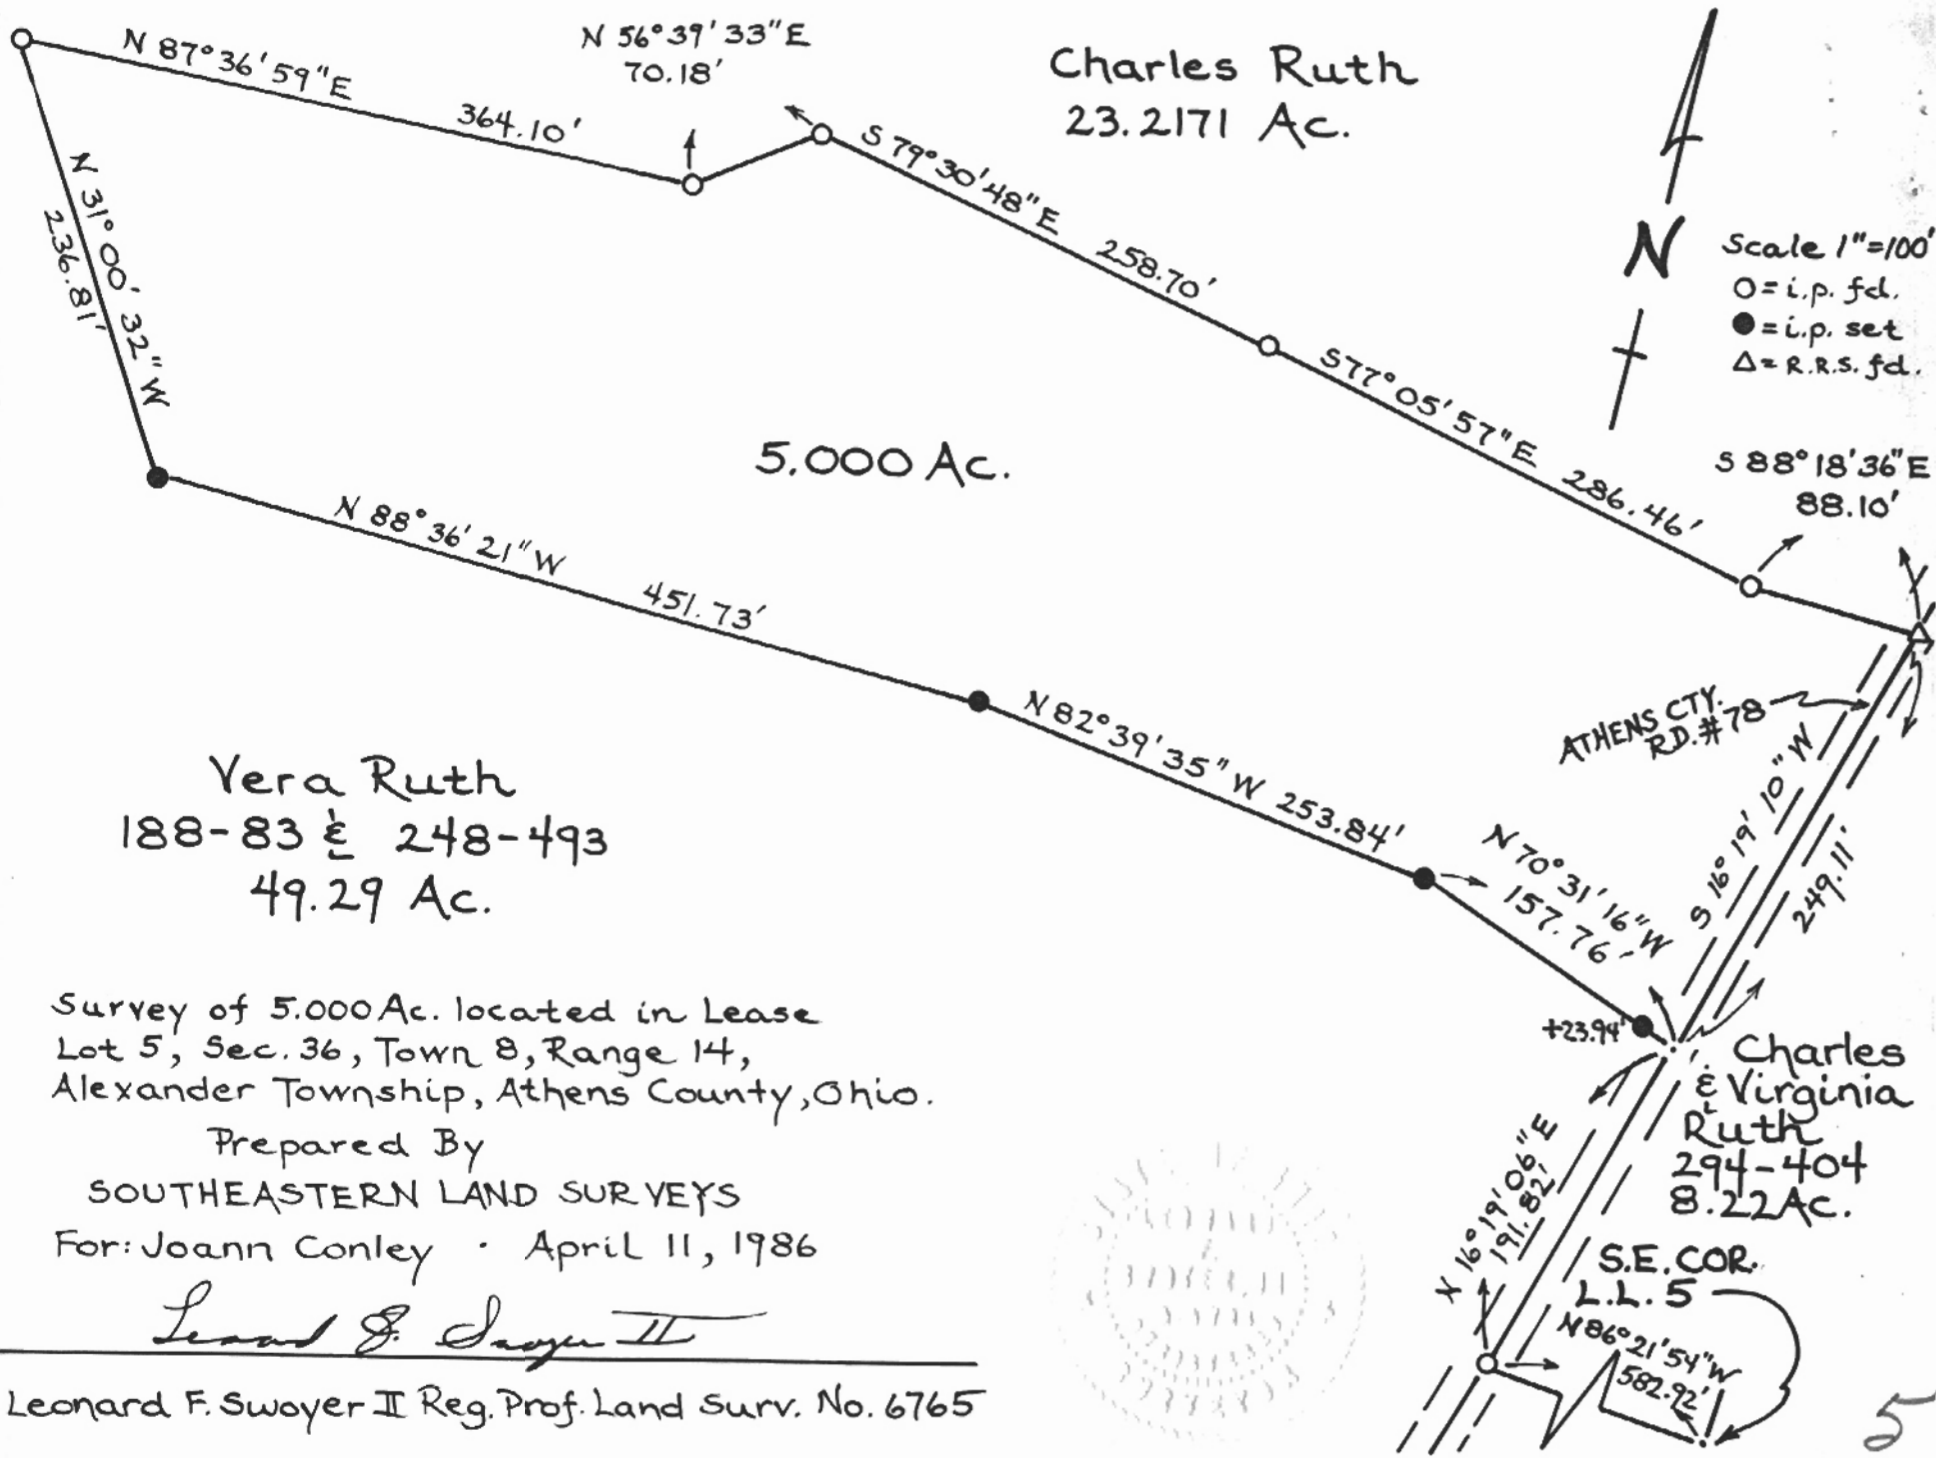 N 87°36'59"E
364.10'
N 56°39'33"E
70.18'
Charles Ruth
23.2171 Ac.
S 79°30'48"E
258.70'
N
Scale 1"=100'
O = i.p. fd.
● = i.p. set
Δ = R.R.S. fd.
N 31°00'32"W
236.81'
S 77°05'57"E 286.46'
S 88°18'36"E
88.10'
5.000 Ac.
N 88°36'21"W
451.73'
N 82°39'35"W 253.84'
ATHENS CTY.
RD. #78
S 16°19'10"W
249.11'
N 70°31'16"W
157.76'
+23.94'
Vera Ruth
188-83 & 248-493
49.29 Ac.
Charles
& Virginia
Ruth
294-404
8.22 Ac.
N 16°19'06"E
191.82'
S.E. COR.
L.L. 5
N 86°21'54"W
582.92'
Survey of 5.000 Ac. located in Lease
Lot 5, Sec. 36, Town 8, Range 14,
Alexander Township, Athens County, Ohio.
Prepared By
SOUTHEASTERN LAND SURVEYS
For: Joann Conley · April 11, 1986
Leonard F. Swoyer II
Leonard F. Swoyer II Reg. Prof. Land Surv. No. 6765
5